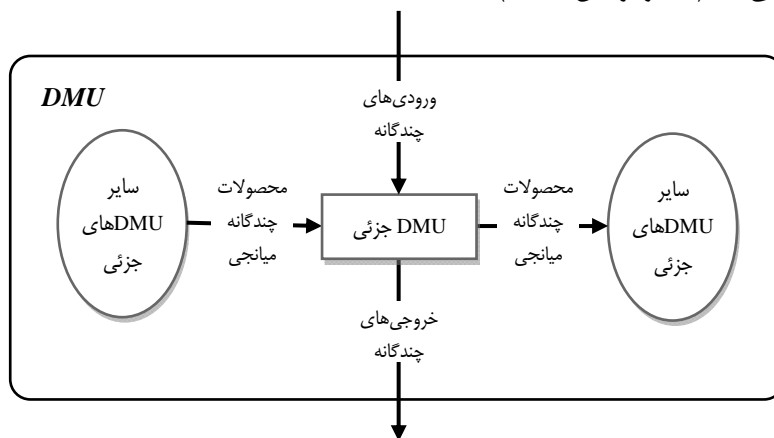 DMU
ورودی‌های
چندگانه
سایر
DMUهای
جزئی
محصولات
چندگانه
میانجی
DMU جزئی
محصولات
چندگانه
میانجی
سایر
DMUهای
جزئی
خروجی‌های
چندگانه